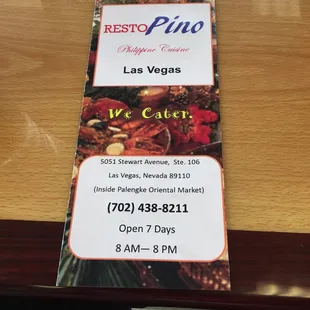 RESTOPino
Philippine Cuisine
Las Vegas
We Cater.
5051 Stewart Avenue, Ste. 106
Las Vegas, Nevada 89110
(Inside Palengke Oriental Market)
(702) 438-8211
Open 7 Days
8 AM— 8 PM